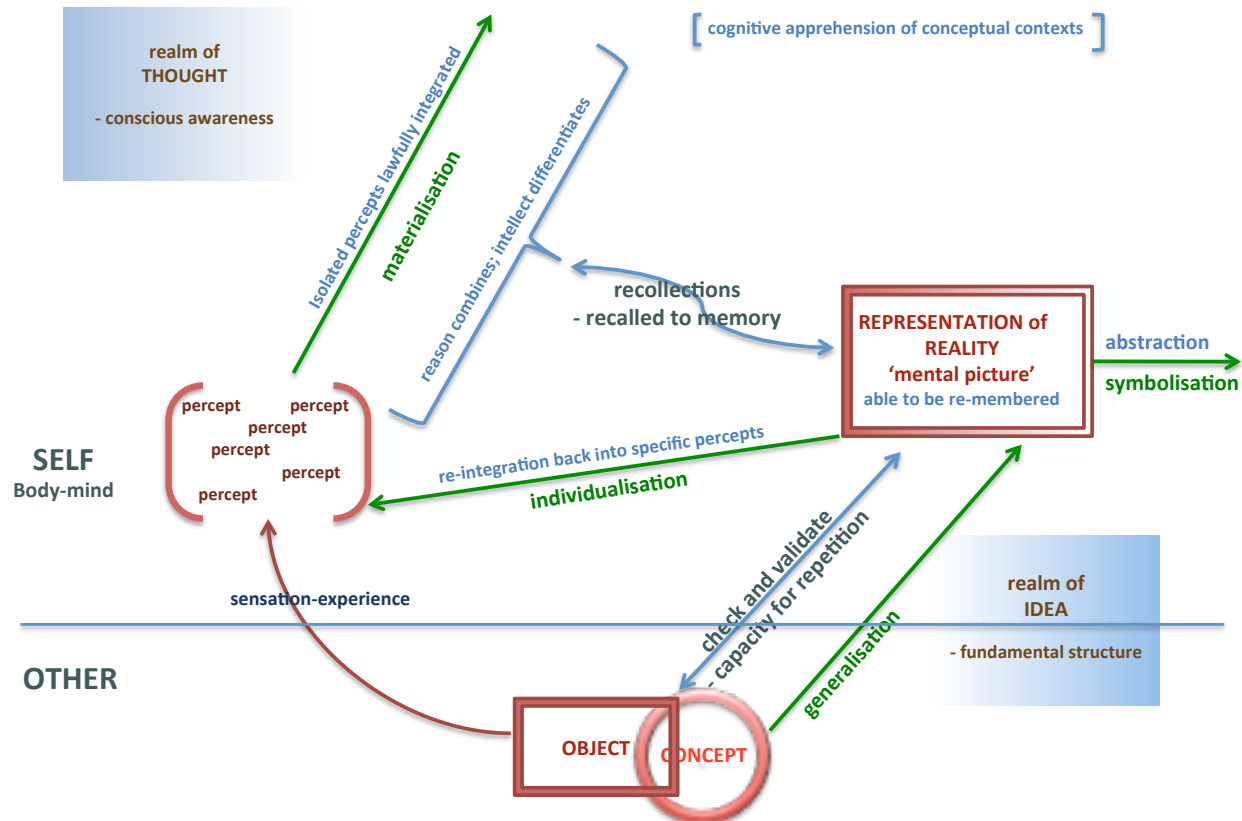 cognitive apprehension of conceptual contexts
realm of
THOUGHT
- conscious awareness
Isolated percepts lawfully integrated
materialisation
reason combines; intellect differentiates
recollections
- recalled to memory
REPRESENTATION of
REALITY
‘mental picture’
able to be re-membered
abstraction
symbolisation
percept percept
percept
percept
percept
percept
SELF
Body-mind
re-integration back into specific percepts
individualisation
check and validate
- capacity for repetition
generalisation
realm of
IDEA
- fundamental structure
sensation-experience
OTHER
OBJECT
CONCEPT